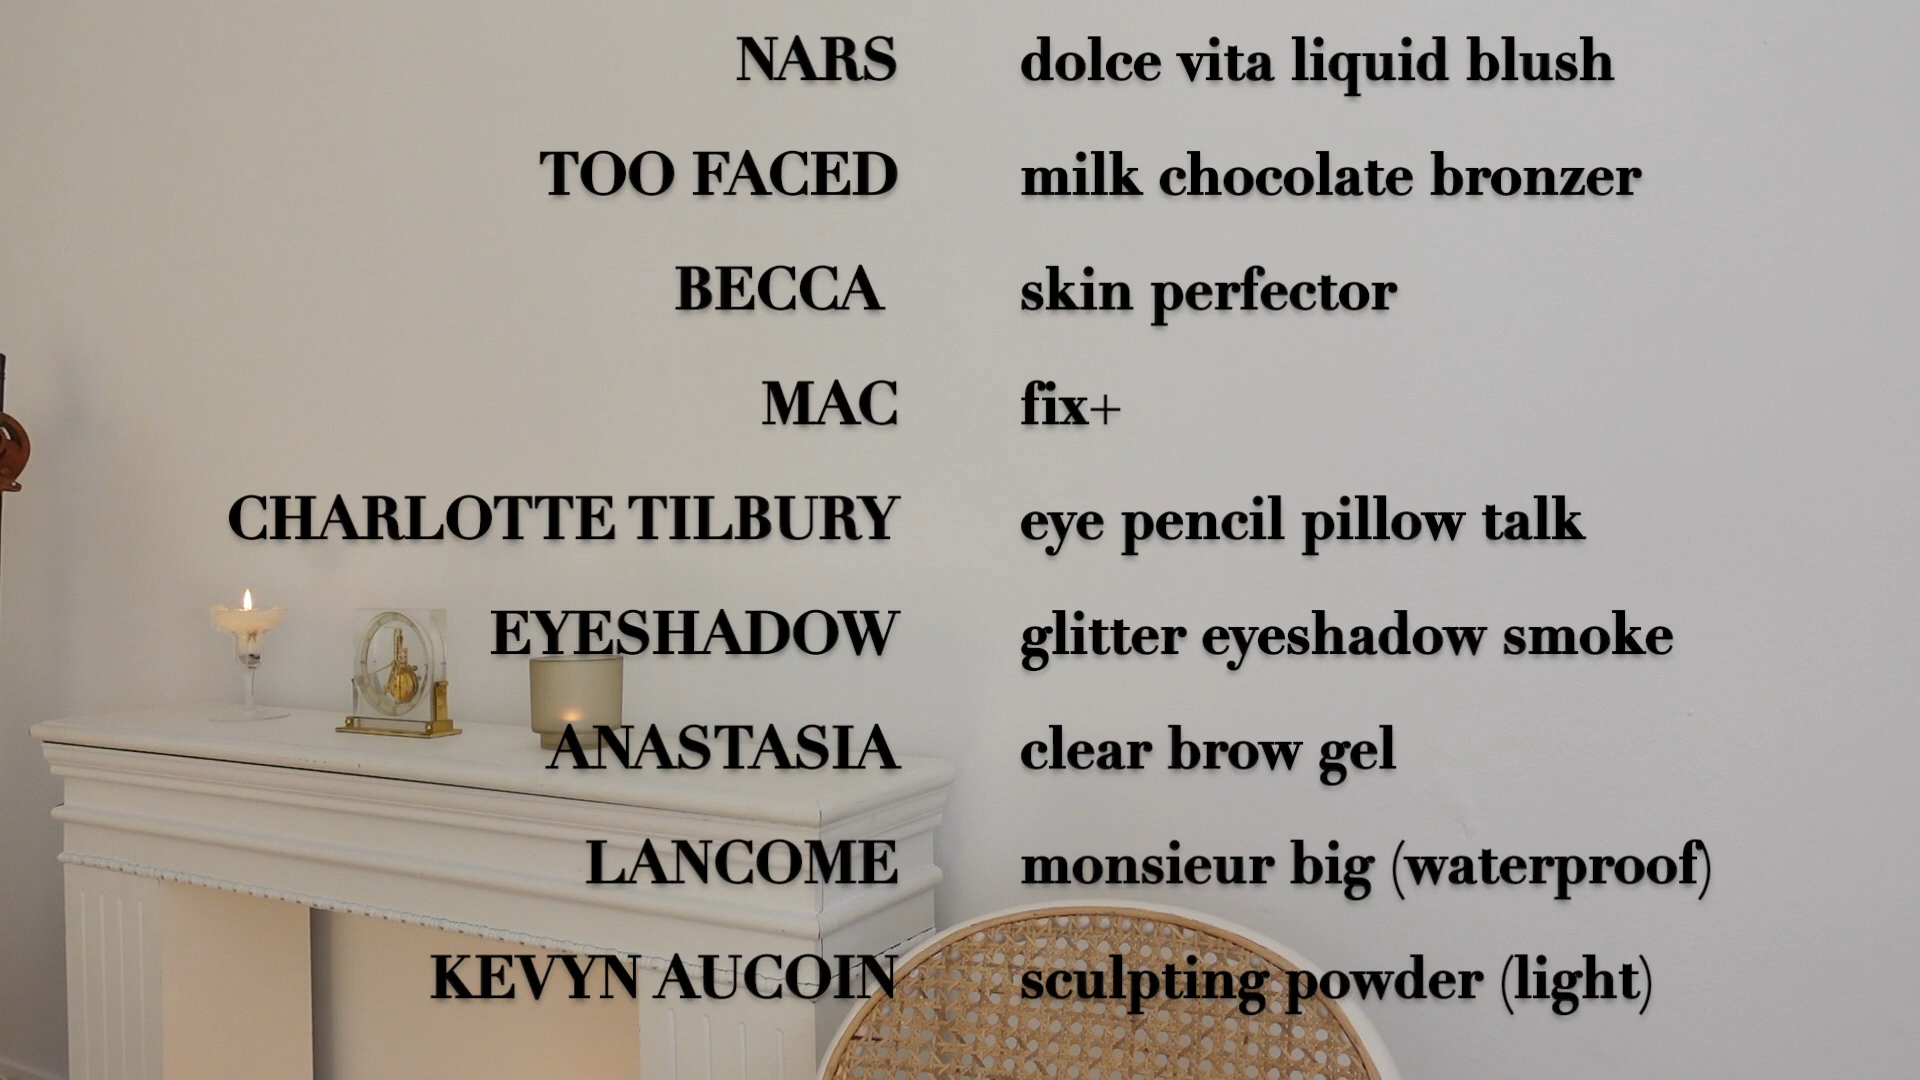 NARS dolce vita liquid blush
TOO FACED milk chocolate bronzer
BECCA skin perfector
MAC fix+
CHARLOTTE TILBURY eye pencil pillow talk
EYESHADOW glitter eyeshadow smoke
ANASTASIA clear brow gel
LANCOME monsieur big (waterproof)
KEVYN AUCOIN sculpting powder (light)